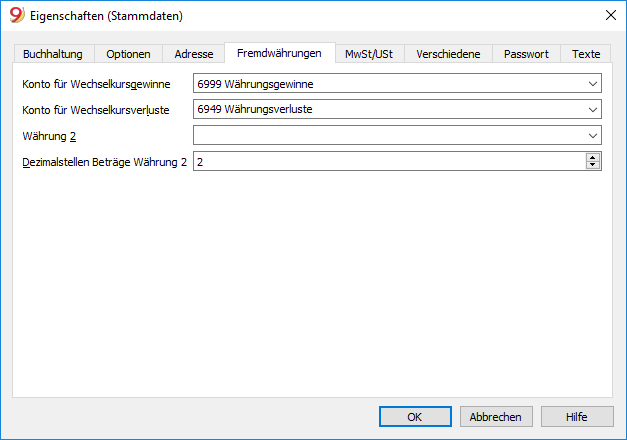 9 Eigenschaften (Stammdaten)
Buchhaltung Optionen Adresse Fremdwährungen MwSt/USt Verschiedene Passwort Texte
Konto für Wechselkursgewinne 6999 Währungsgewinne
Konto für Wechselkursverluste 6949 Währungsverluste
Währung 2
Dezimalstellen Beträge Währung 2 2
OK Abbrechen Hilfe